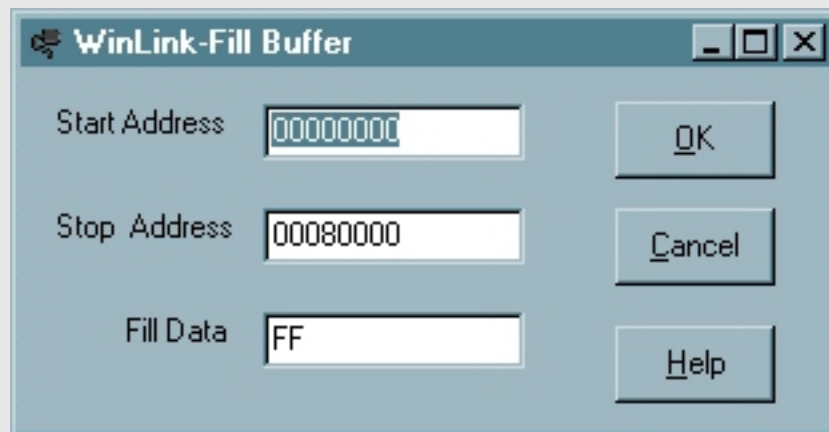 WinLink-Fill Buffer
Start Address
00000000
OK
Stop Address
00080000
Cancel
Fill Data
FF
Help